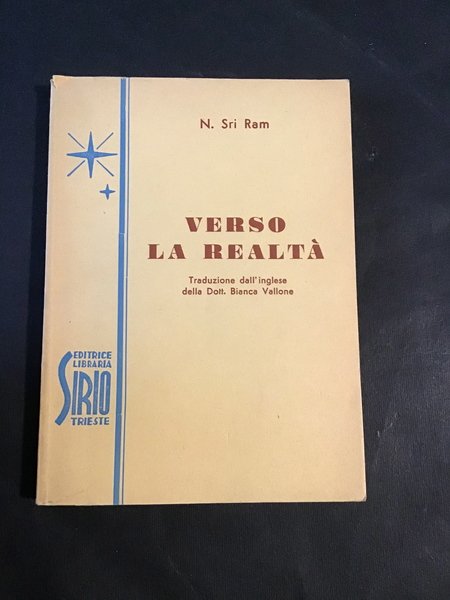 N. Sri Ram
VERSO
LA REALTÀ
Traduzione dall'inglese
della Dott. Bianca Vallone
EDITRICE
LIBRARIA
SIRIO
TRIESTE